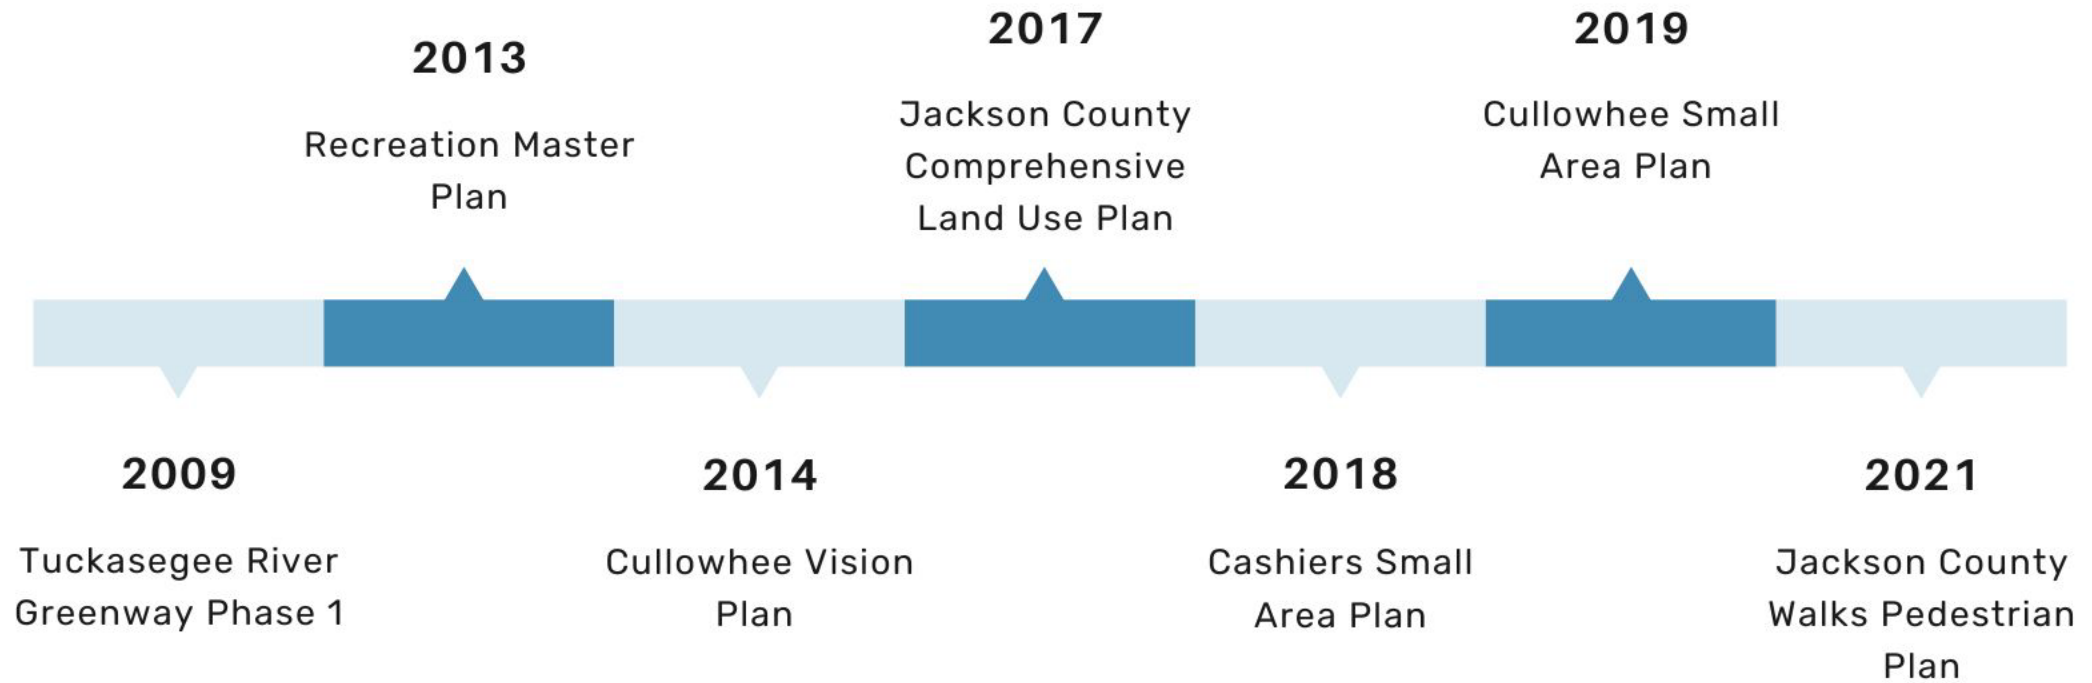 2013
Recreation Master
Plan
2017
Jackson County
Comprehensive
Land Use Plan
2019
Cullowhee Small
Area Plan
2009
Tuckasegee River
Greenway Phase 1
2014
Cullowhee Vision
Plan
2018
Cashiers Small
Area Plan
2021
Jackson County
Walks Pedestrian
Plan